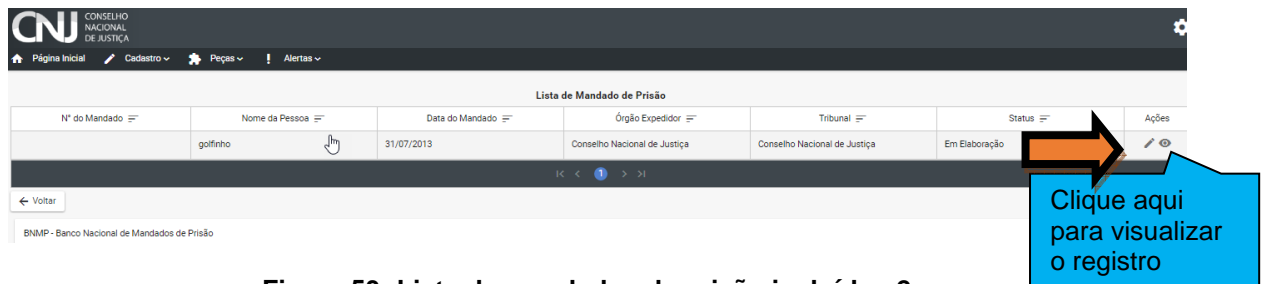 CNJ CONSELHO
NACIONAL
DE JUSTIÇA
Página Inicial Cadastro Peças Alertas
Lista de Mandado de Prisão
N° do Mandado Nome da Pessoa Data do Mandado Órgão Expedidor Tribunal Status Ações
golfinho 31/07/2013 Conselho Nacional de Justiça Conselho Nacional de Justiça Em Elaboração
1
Voltar
BNMP - Banco Nacional de Mandados de Prisão
Clique aqui
para visualizar
o registro